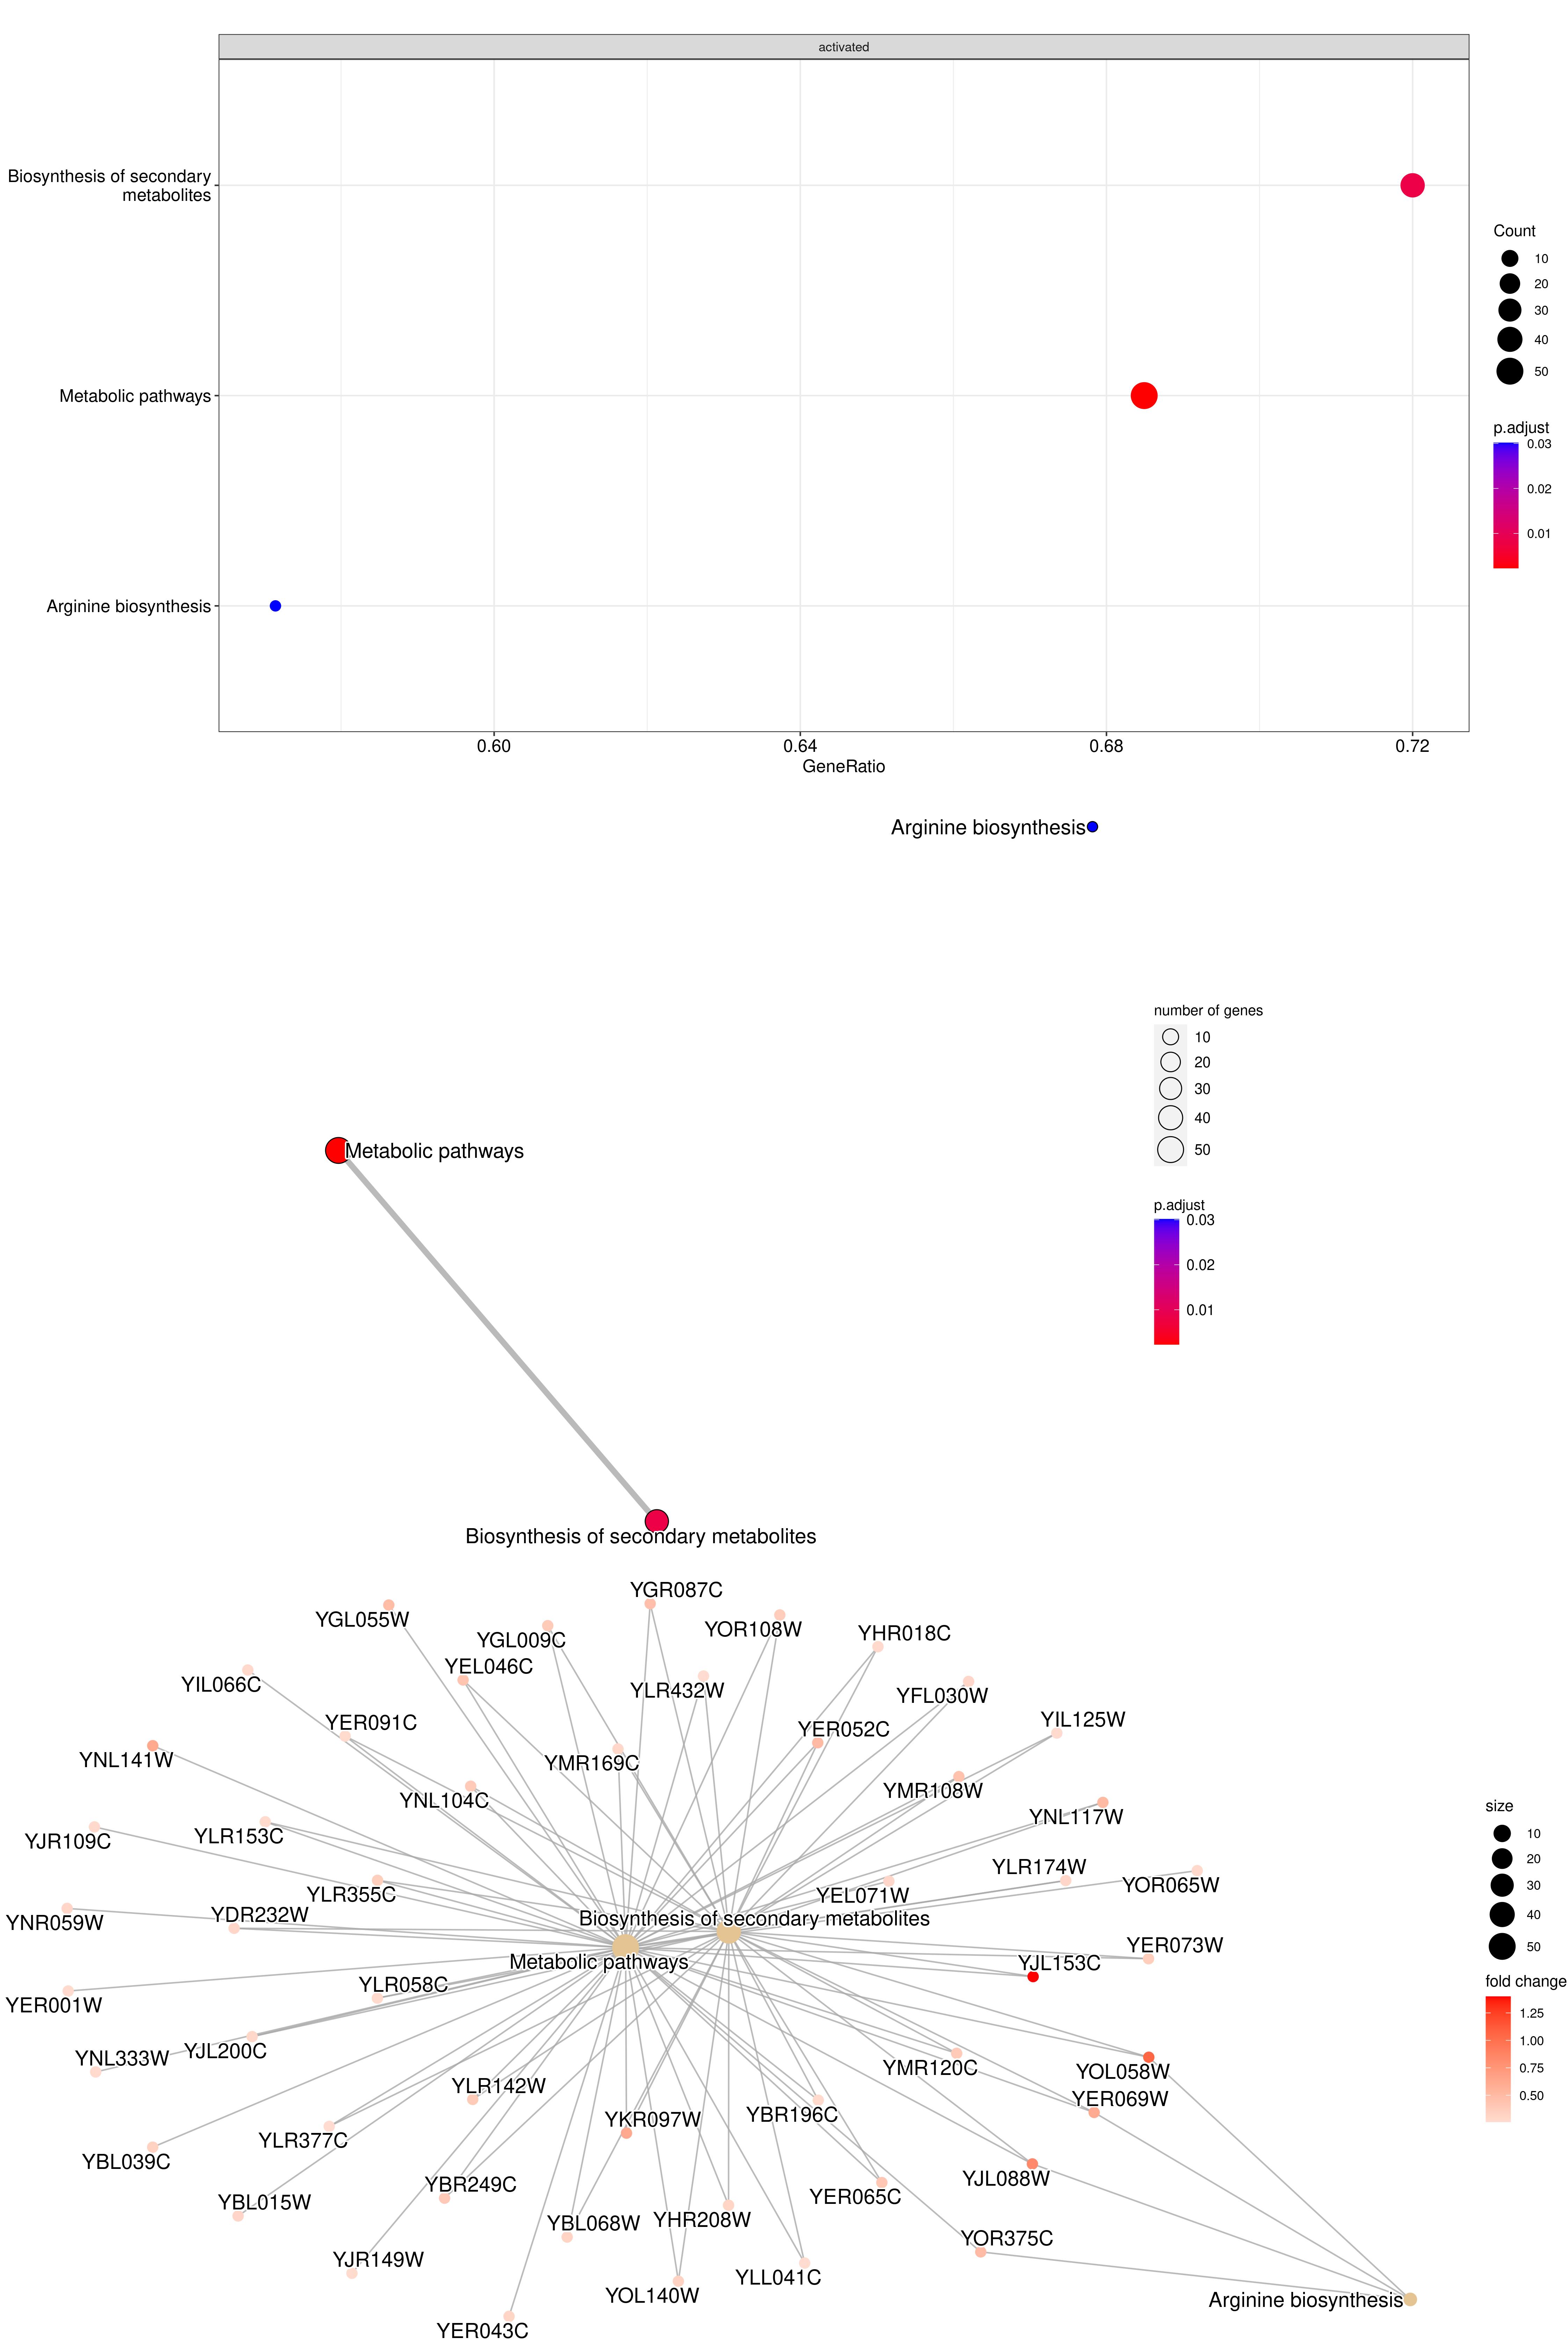 activated
Biosynthesis of secondary
metabolites
Metabolic pathways
Arginine biosynthesis
0.60
0.64
0.68
0.72
GeneRatio
Count
10
20
30
40
50
p.adjust
0.03
0.02
0.01
Arginine biosynthesis
Metabolic pathways
Biosynthesis of secondary metabolites
number of genes
10
20
30
40
50
p.adjust
0.03
0.02
0.01
YGR087C
YGL055W
YOR108W
YGL009C
YHR018C
YEL046C
YIL066C
YLR432W
YFL030W
YER091C
YIL125W
YER052C
YNL141W
YMR169C
YMR108W
YNL104C
YNL117W
YJR109C
YLR153C
YLR174W
YOR065W
YLR355C
YEL071W
YNR059W
YDR232W
Biosynthesis of secondary metabolites
YER073W
Metabolic pathways
YJL153C
YLR058C
YER001W
YJL200C
YNL333W
YMR120C
YOL058W
YLR142W
YER069W
YBR196C
YKR097W
YLR377C
YBL039C
YJL088W
YBR249C
YER065C
YBL015W
YHR208W
YBL068W
YOR375C
YJR149W
YLL041C
YOL140W
Arginine biosynthesis
YER043C
size
10
20
30
40
50
fold change
1.25
1.00
0.75
0.50